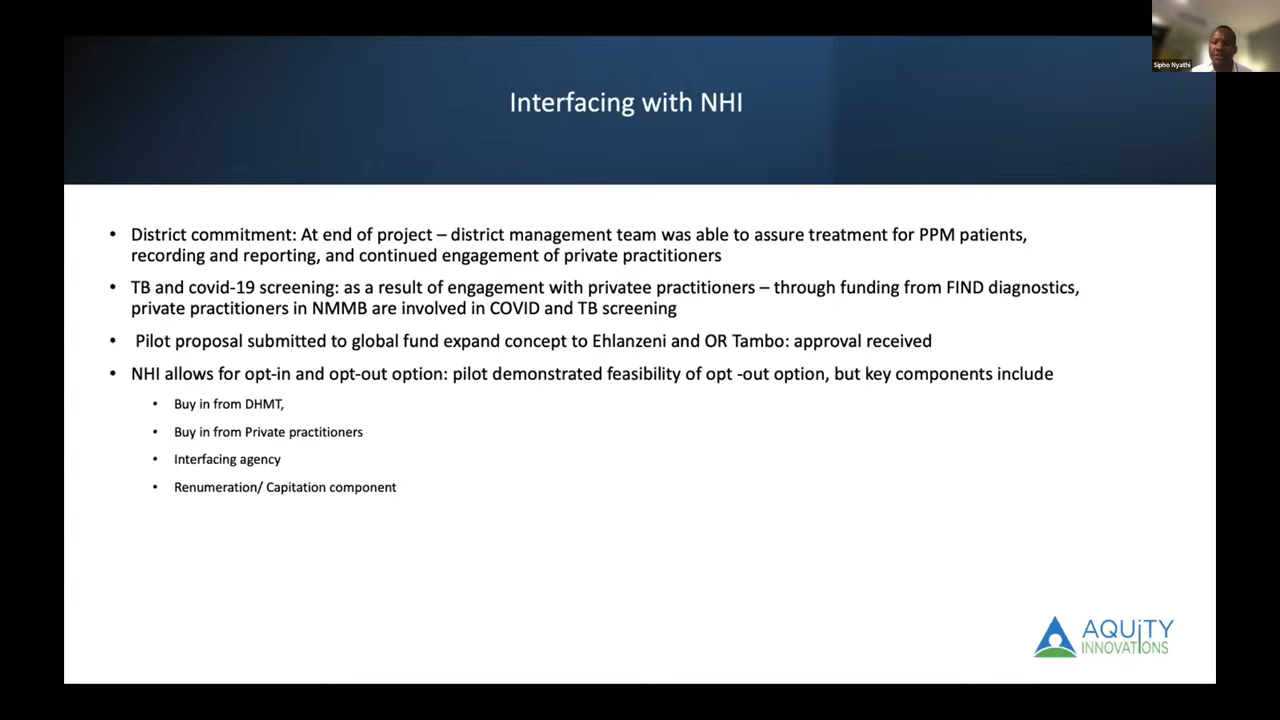 Sipho Nyathi
Interfacing with NHI
• District commitment: At end of project – district management team was able to assure treatment for PPM patients,
recording and reporting, and continued engagement of private practitioners
• TB and covid-19 screening: as a result of engagement with privatee practitioners – through funding from FIND diagnostics,
private practitioners in NMMB are involved in COVID and TB screening
• Pilot proposal submitted to global fund expand concept to Ehlanzeni and OR Tambo: approval received
• NHI allows for opt-in and opt-out option: pilot demonstrated feasibility of opt -out option, but key components include
• Buy in from DHMT,
• Buy in from Private practitioners
• Interfacing agency
• Renumeration/ Capitation component
AQUiTY
INNOVATIONS